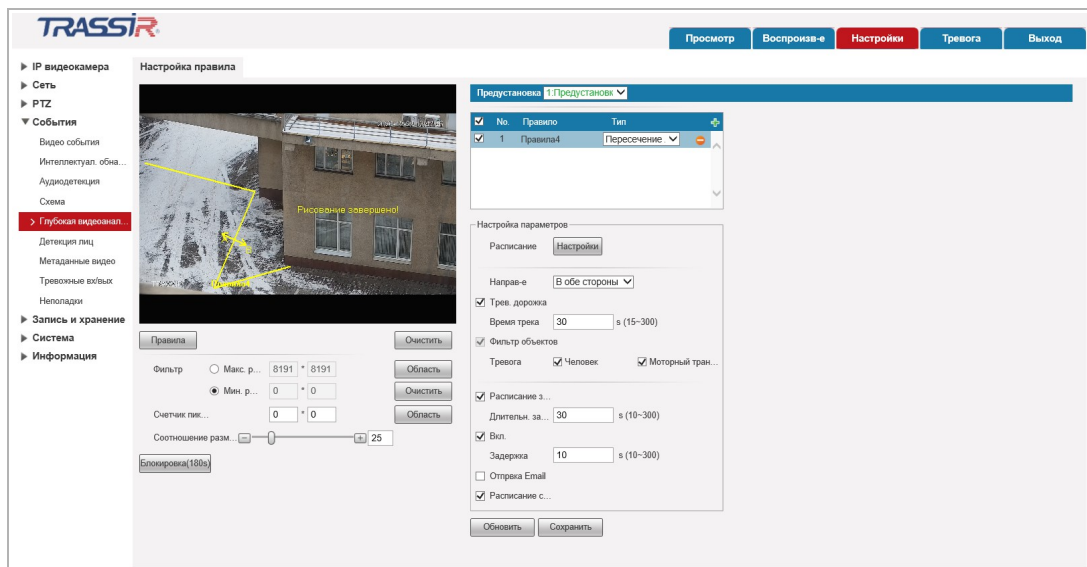 TRASSIR
Просмотр
Воспроизв-е
Настройки
Тревога
Выход
IP видеокамера
Сеть
PTZ
События
Видео события
Интеллектуал. обна...
Аудиодетекция
Схема
Глубокая видеоанал...
Детекция лиц
Метаданные видео
Тревожные вх/вых
Неполадки
Запись и хранение
Система
Информация
Настройка правила
Рисование завершено!
Правила
Очистить
Фильтр
Макс. р... 8191 * 8191
Область
Мин. р... 0 * 0
Очистить
Счетчик пик... 0 * 0
Область
Соотношение разм... 25
Блокировка(180s)
Предустановка 1:Предустановк
No. Правило Тип
1 Правила4 Пересечение
Настройка параметров
Расписание Настройки
Направ-е В обе стороны
Трев. дорожка
Время трека 30 s (15~300)
Фильтр объектов
Тревога Человек Моторный тран...
Расписание з...
Длительн. за... 30 s (10~300)
Вкл.
Задержка 10 s (10~300)
Отпрвка Email
Расписание с...
Обновить Сохранить